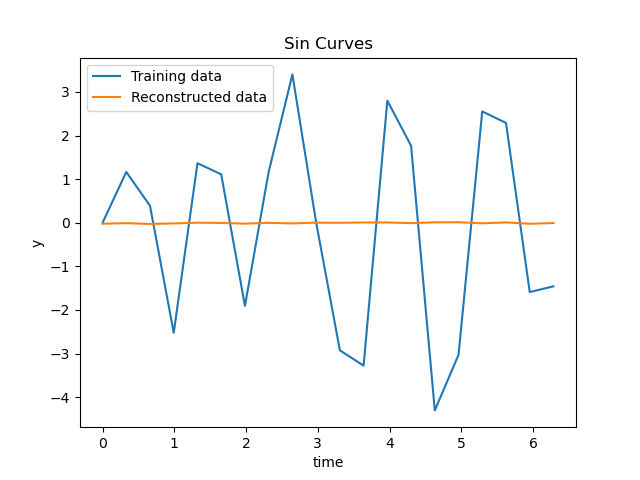 Sin Curves
Training data
Reconstructed data
3
2
1
0
−1
−2
−3
−4
y
0 1 2 3 4 5 6
time